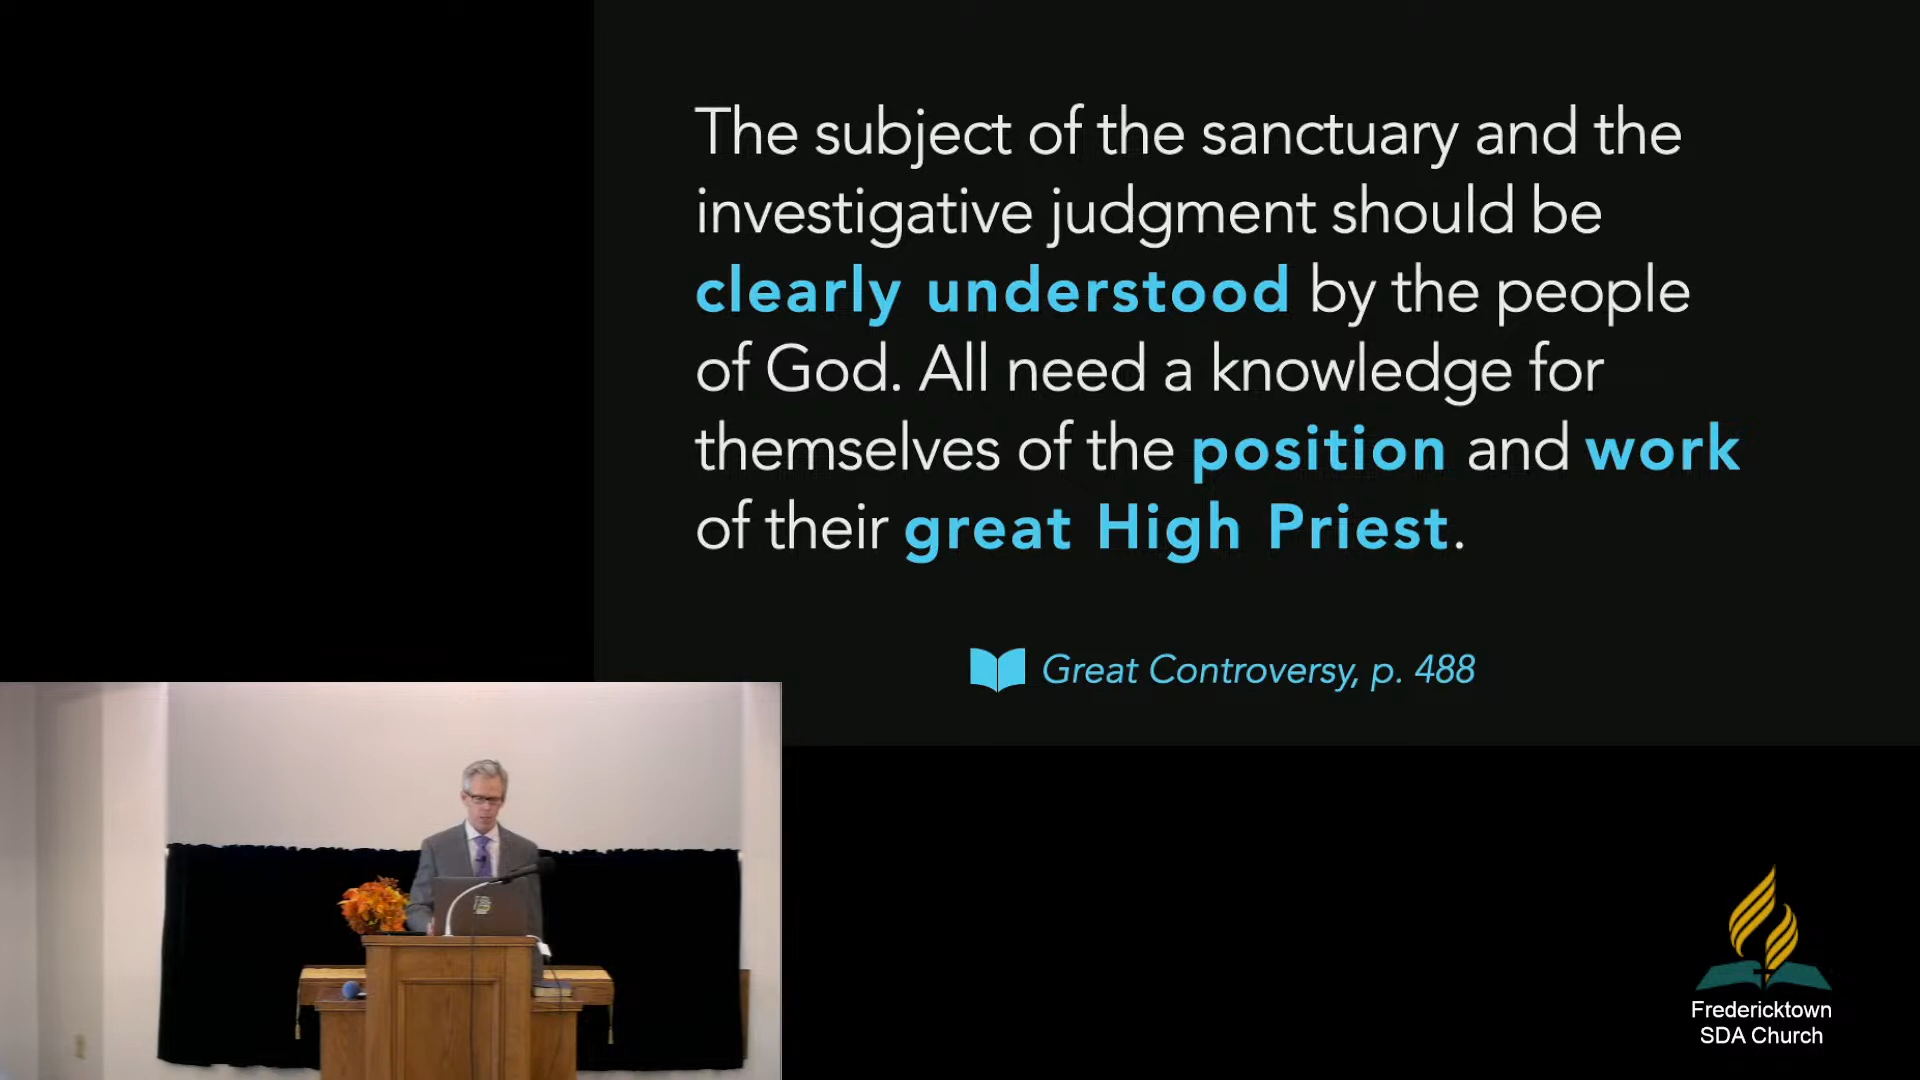 The subject of the sanctuary and the
investigative judgment should be
clearly understood by the people
of God. All need a knowledge for
themselves of the position and work
of their great High Priest.
Great Controversy, p. 488
Fredericktown
SDA Church